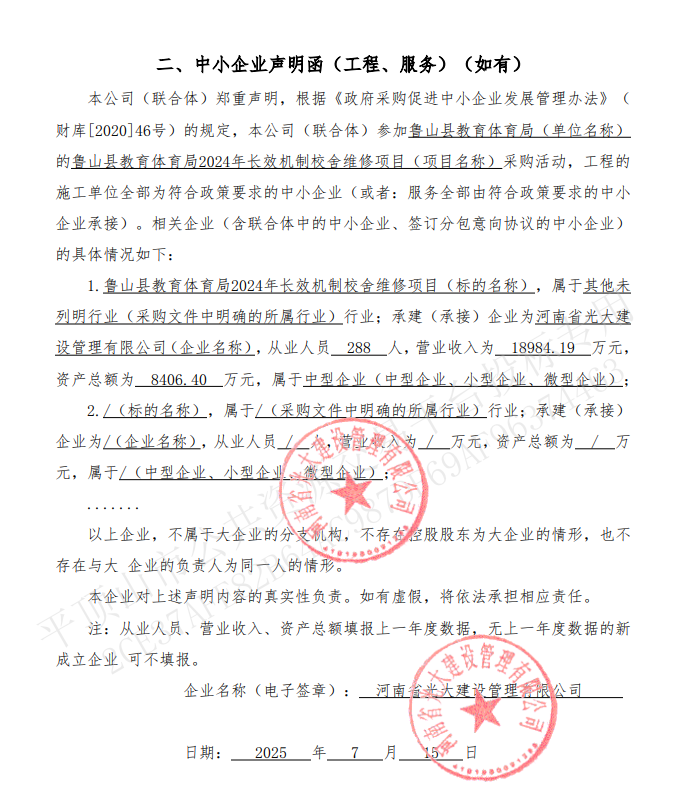 二、中小企业声明函（工程、服务）（如有）
本公司（联合体）郑重声明，根据《政府采购促进中小企业发展管理办法》（
财库[2020]46号）的规定，本公司（联合体）参加鲁山县教育体育局（单位名称）
的鲁山县教育体育局2024年长效机制校舍维修项目（项目名称）采购活动，工程的
施工单位全部为符合政策要求的中小企业（或者：服务全部由符合政策要求的中小
企业承接）。相关企业（含联合体中的中小企业、签订分包意向协议的中小企业）
的具体情况如下：
1.鲁山县教育体育局2024年长效机制校舍维修项目（标的名称），属于其他未
列明行业（采购文件中明确的所属行业）行业；承建（承接）企业为河南省光大建
设管理有限公司（企业名称），从业人员 288 人，营业收入为 18984.19 万元，
资产总额为 8406.40 万元，属于中型企业（中型企业、小型企业、微型企业）；
2./（标的名称），属于/（采购文件中明确的所属行业）行业；承建（承接）
企业为/（企业名称），从业人员 / 人，营业收入为 / 万元，资产总额为 / 万
元，属于/（中型企业、小型企业、微型企业）；
.......
以上企业，不属于大企业的分支机构，不存在控股股东为大企业的情形，也不
存在与大 企业的负责人为同一人的情形。
本企业对上述声明内容的真实性负责。如有虚假，将依法承担相应责任。
注：从业人员、营业收入、资产总额填报上一年度数据，无上一年度数据的新
成立企业 可不填报。
企业名称（电子签章）： 河南省光大建设管理有限公司
日期： 2025 年 7 月 15 日
河南省光大建设管理有限公司
河南省光大建设管理有限公司